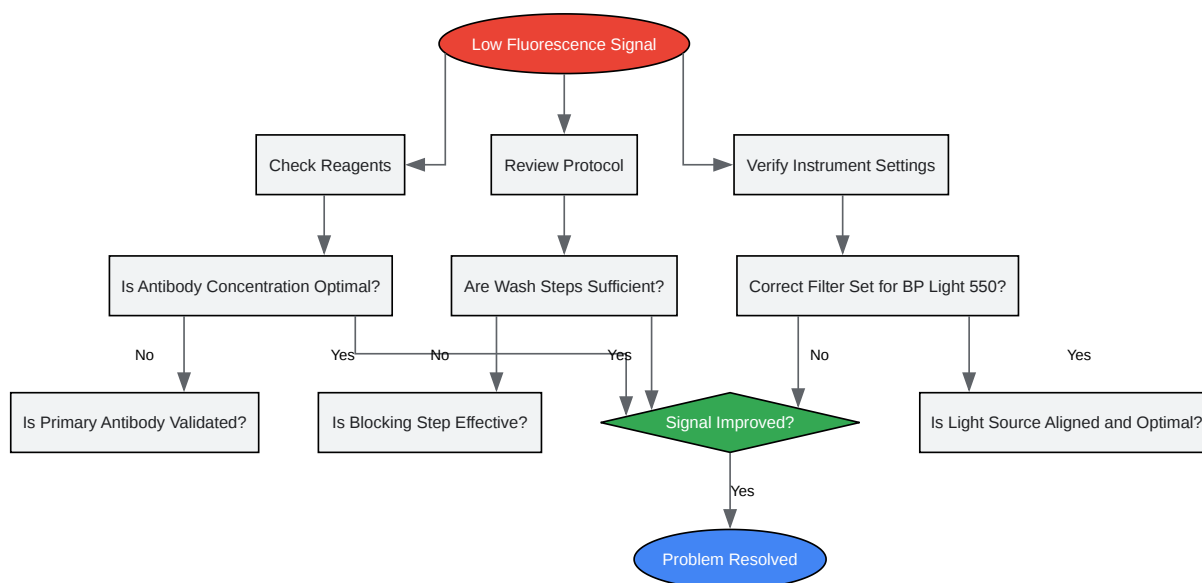 Low Fluorescence Signal
Check Reagents
Review Protocol
Verify Instrument Settings
Is Antibody Concentration Optimal?
Are Wash Steps Sufficient?
Correct Filter Set for BP Light 550?
No
Yes
No
Yes
No
Yes
Is Primary Antibody Validated?
Is Blocking Step Effective?
Signal Improved?
Is Light Source Aligned and Optimal?
Yes
Problem Resolved